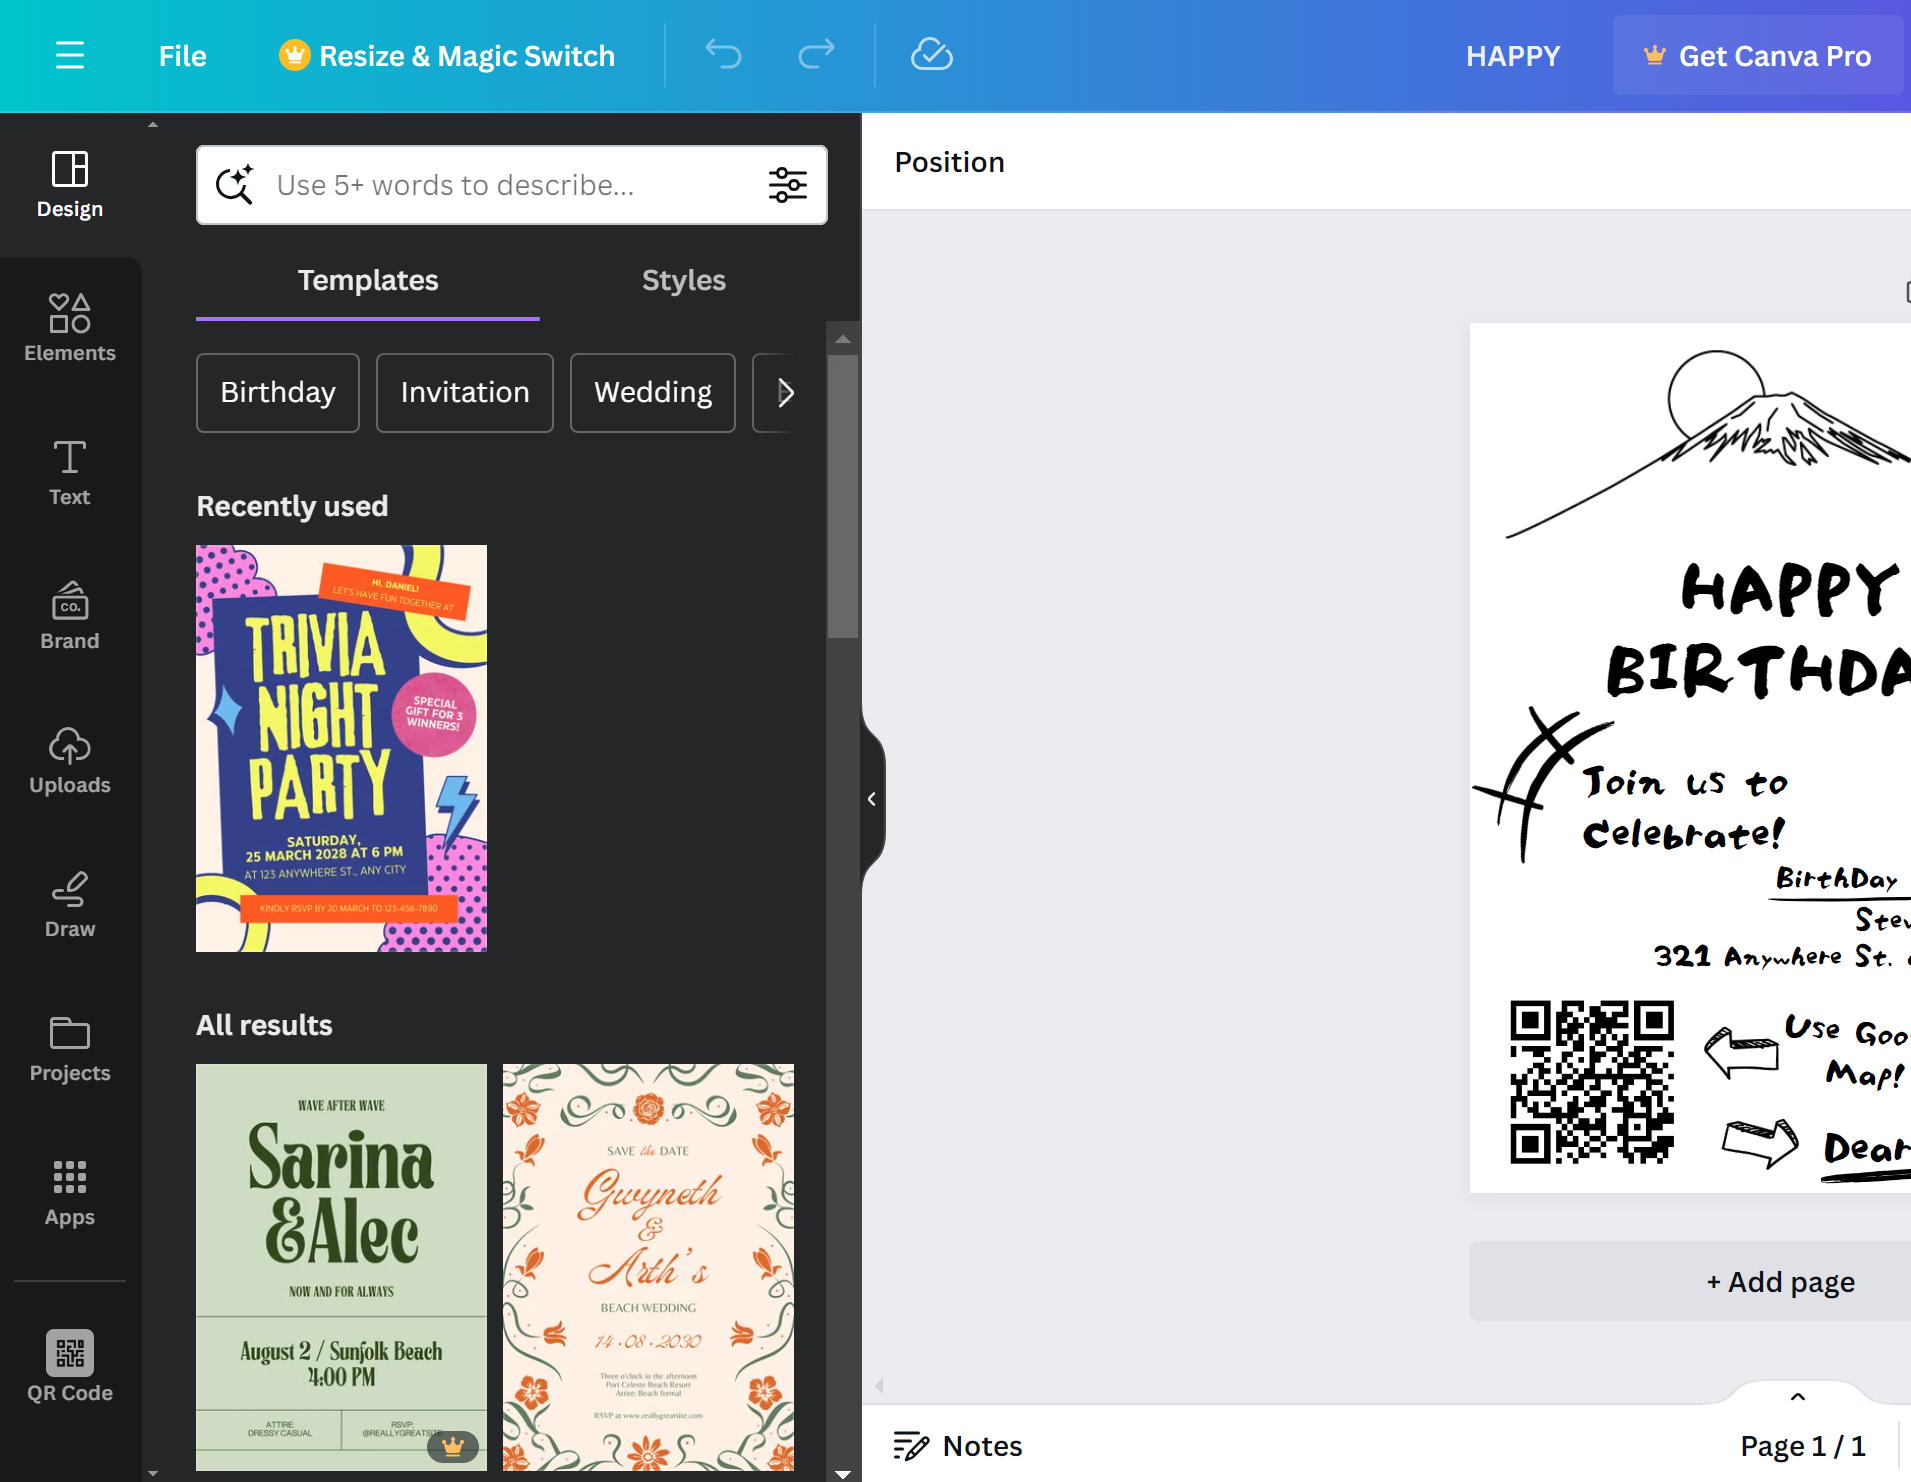 File
Resize & Magic Switch
HAPPY
Get Canva Pro
Design
Elements
Text
Brand
CO.
Uploads
Draw
Projects
Apps
QR Code
Use 5+ words to describe...
Templates
Styles
Birthday
Invitation
Wedding
Recently used
HI, DANIEL!
LET'S HAVE FUN TOGETHER AT
TRIVIA
NIGHT
PARTY
SPECIAL
GIFT FOR 3
WINNERS!
SATURDAY,
25 MARCH 2028 AT 6 PM
AT 123 ANYWHERE ST., ANY CITY
KINDLY RSVP BY 20 MARCH TO 123-456-7890
All results
WAVE AFTER WAVE
Sarina
&Alec
NOW AND FOR ALWAYS
August 2 / Sunfolk Beach
4:00 PM
ATTIRE:
DRESSY CASUAL
RSVP:
@REALLYGREATSITE
SAVE the DATE
Gwyneth
&
Arth's
BEACH WEDDING
14·08·2030
Three o'clock in the afternoon
Port Celeste Beach Resort
Attire: Beach formal
RSVP at www.reallygreatsite.com
Position
HAPPY
BIRTHDA
Join us to
Celebrate!
BirthDay
Stev
321 Anywhere St.
Use Goo
Map!
Dear
+ Add page
Notes
Page 1 / 1